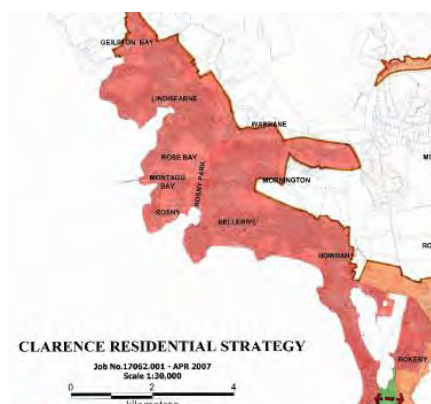 GEILSTON BAY
LINDISFARNE
WARRANE
ROSE BAY
MONTAGU
BAY
ROSNY PARK
MORNINGTON
ROSNY
BELLERIVE
HOWRAH
ROKEBY
CLARENCE RESIDENTIAL STRATEGY
Job No.17062.001 - APR 2007
Scale 1:30,000
0 2 4
kilometres